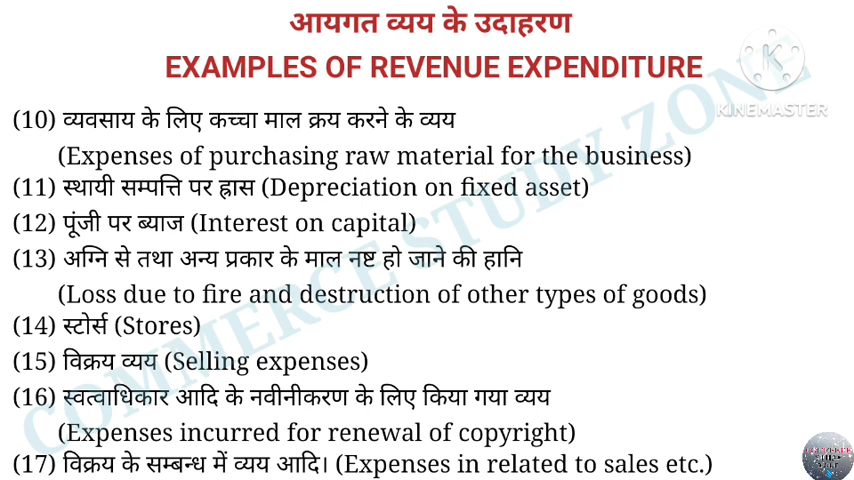 आयगत व्यय के उदाहरण
EXAMPLES OF REVENUE EXPENDITURE
KINEMASTER
(10) व्यवसाय के लिए कच्चा माल क्रय करने के व्यय
(Expenses of purchasing raw material for the business)
(11) स्थायी सम्पत्ति पर ह्रास (Depreciation on fixed asset)
(12) पूंजी पर ब्याज (Interest on capital)
(13) अग्नि से तथा अन्य प्रकार के माल नष्ट हो जाने की हानि
(Loss due to fire and destruction of other types of goods)
(14) स्टोर्स (Stores)
(15) विक्रय व्यय (Selling expenses)
(16) स्वत्वाधिकार आदि के नवीनीकरण के लिए किया गया व्यय
(Expenses incurred for renewal of copyright)
(17) विक्रय के सम्बन्ध में व्यय आदि। (Expenses in related to sales etc.)
COMMERCE STUDY ZONE